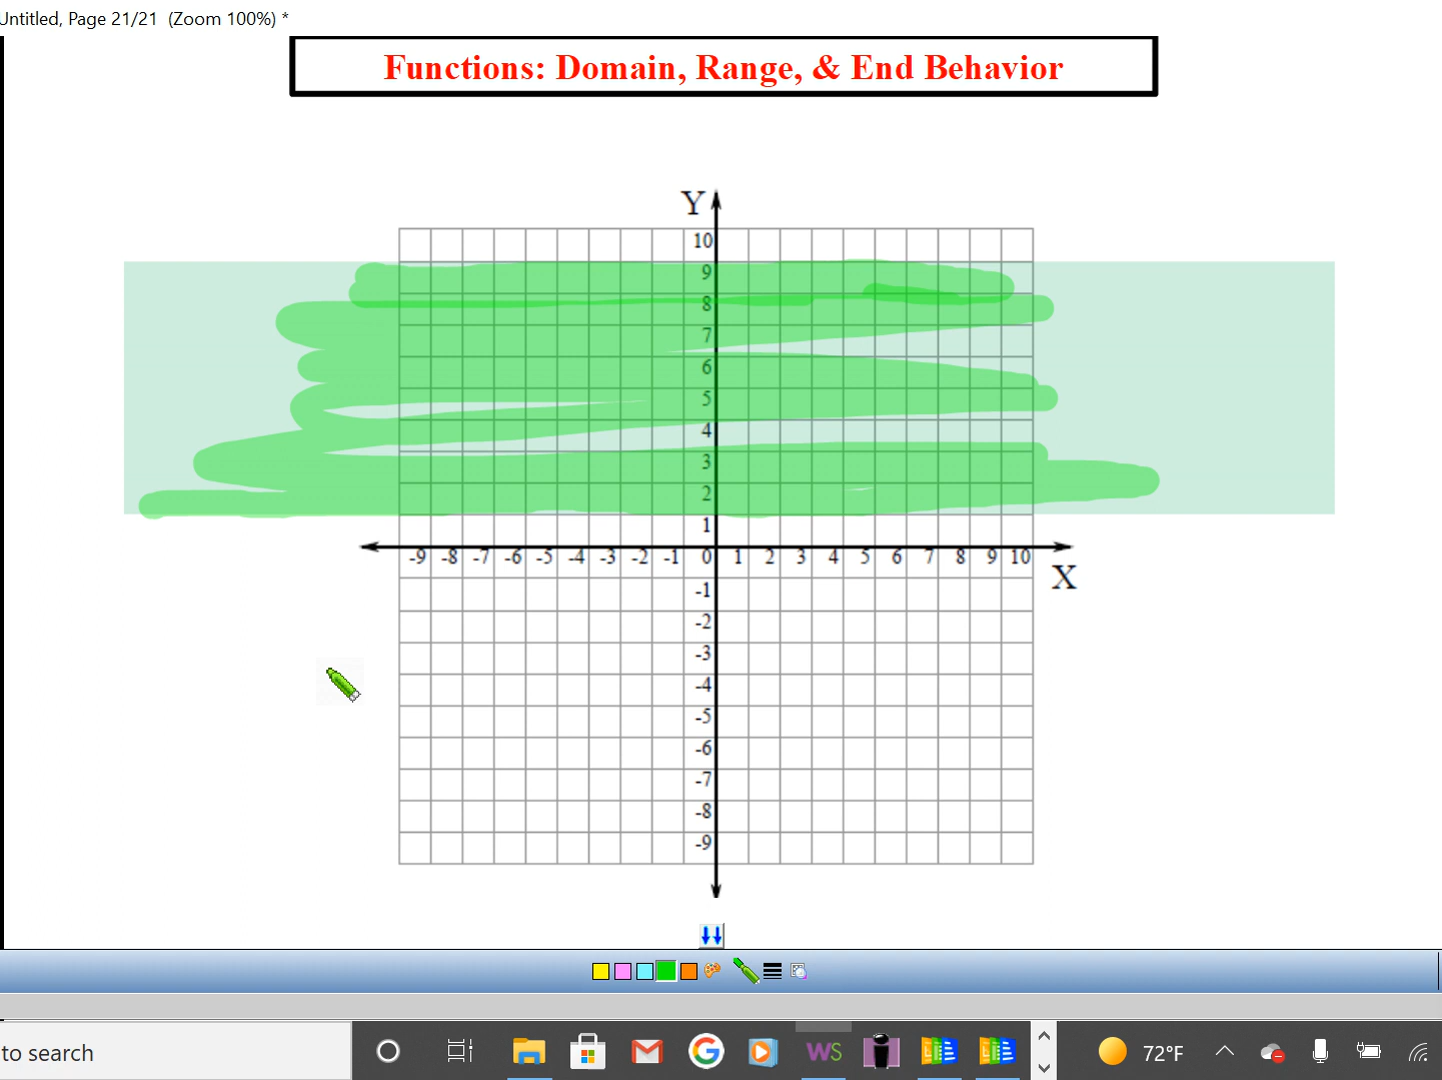 Untitled, Page 21/21 (Zoom 100%) *
Functions: Domain, Range, & End Behavior
Y
10
9
8
7
6
5
4
3
2
1
-9 -8 -7 -6 -5 -4 -3 -2 -1 0 1 2 3 4 5 6 7 8 9 10
X
-1
-2
-3
-4
-5
-6
-7
-8
-9
to search
WS
72°F